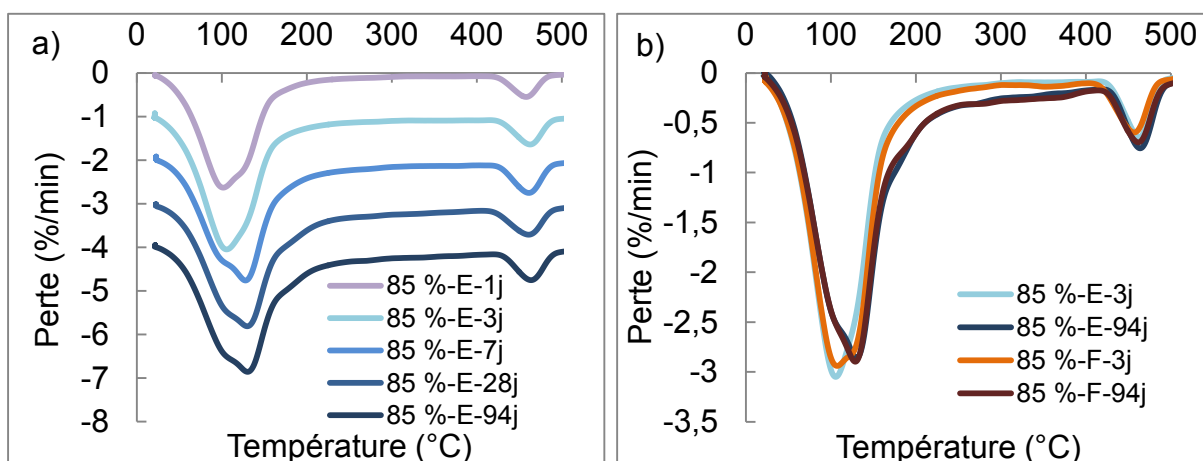 a)
0 100 200 300 400 500
0
-1
-2
-3
-4
-5
-6
-7
-8
Perte (%/min)
85 %-E-1j
85 %-E-3j
85 %-E-7j
85 %-E-28j
85 %-E-94j
Température (°C)
b)
0 100 200 300 400 500
0
-0,5
-1
-1,5
-2
-2,5
-3
-3,5
Perte (%/min)
85 %-E-3j
85 %-E-94j
85 %-F-3j
85 %-F-94j
Température (°C)